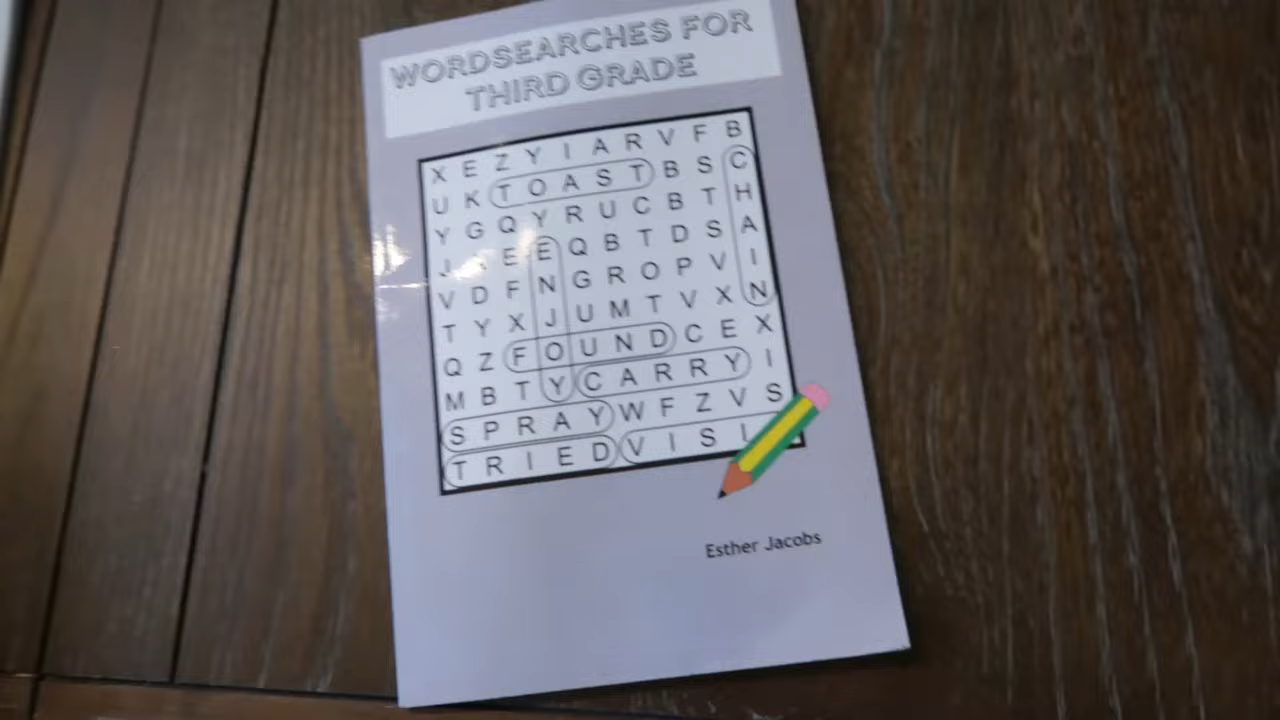 WORDSEARCHES FOR
THIRD GRADE
X E Z Y I A R V F B
U K T O A S T B S C
Y G Q Y R U C B T H
J E E Q B T D S A
V D F N G R O P V I
T Y X J U M T V X N
Q Z F O U N D C E X
M B T Y C A R R Y I
S P R A Y W F Z V S
T R I E D V I S I
Esther Jacobs